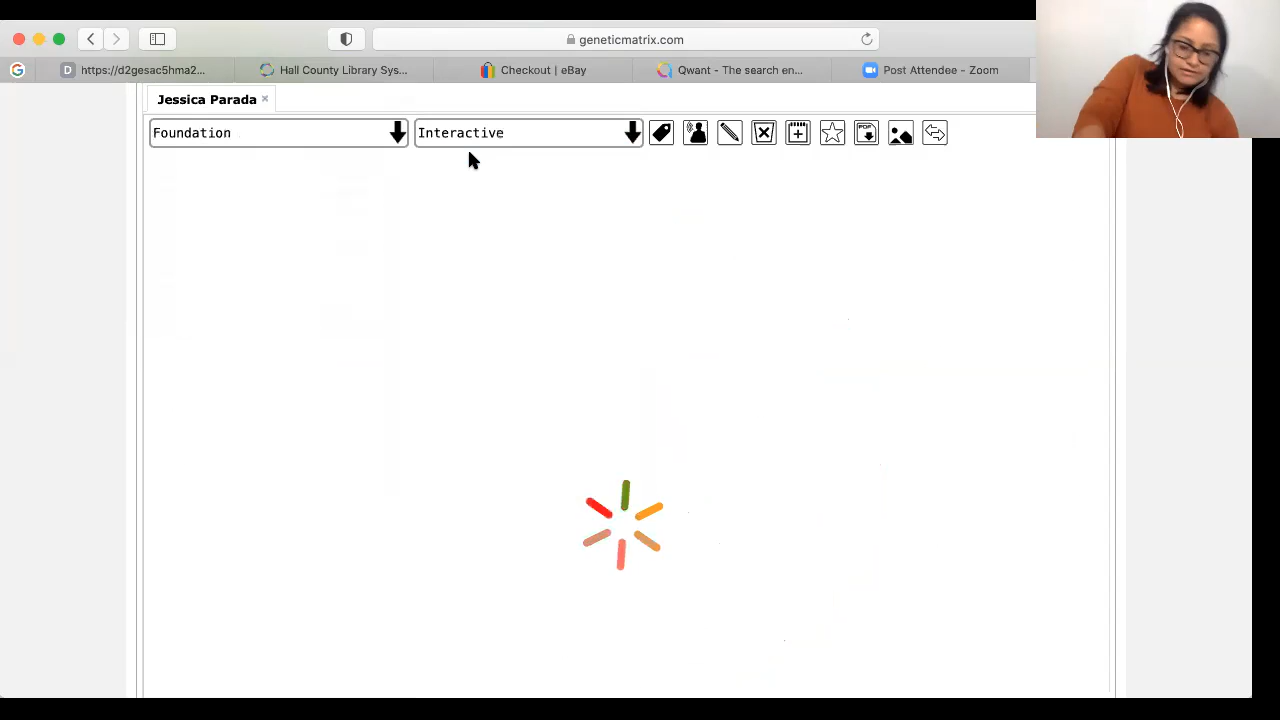 geneticmatrix.com
D https://d2gesac5hma2...
Hall County Library Sys...
Checkout | eBay
Qwant - The search en...
Post Attendee - Zoom
Jessica Parada ×
Foundation
Interactive
PDF